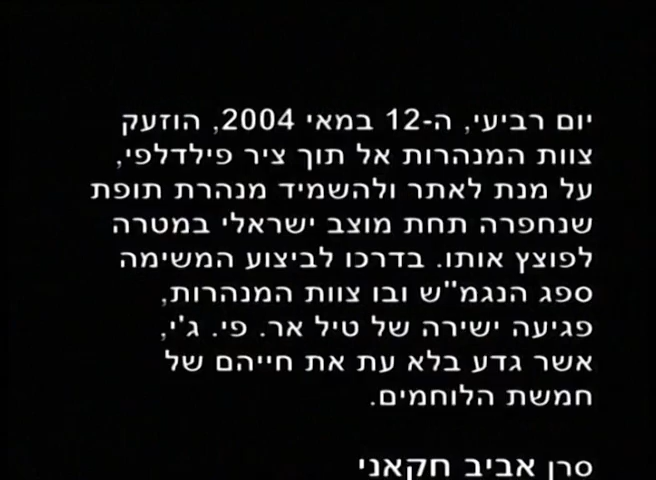 יום רביעי, ה-12 במאי 2004, הוזעק
צוות המנהרות אל תוך ציר פילדלפי,
על מנת לאתר ולהשמיד מנהרת תופת
שנחפרה תחת מוצב ישראלי במטרה
לפוצץ אותו. בדרכו לביצוע המשימה
ספג הנגמ"ש ובו צוות המנהרות,
פגיעה ישירה של טיל אר. פי. ג'י,
אשר גדע בלא עת את חייהם של
חמשת הלוחמים.
סרן אביב חקאני